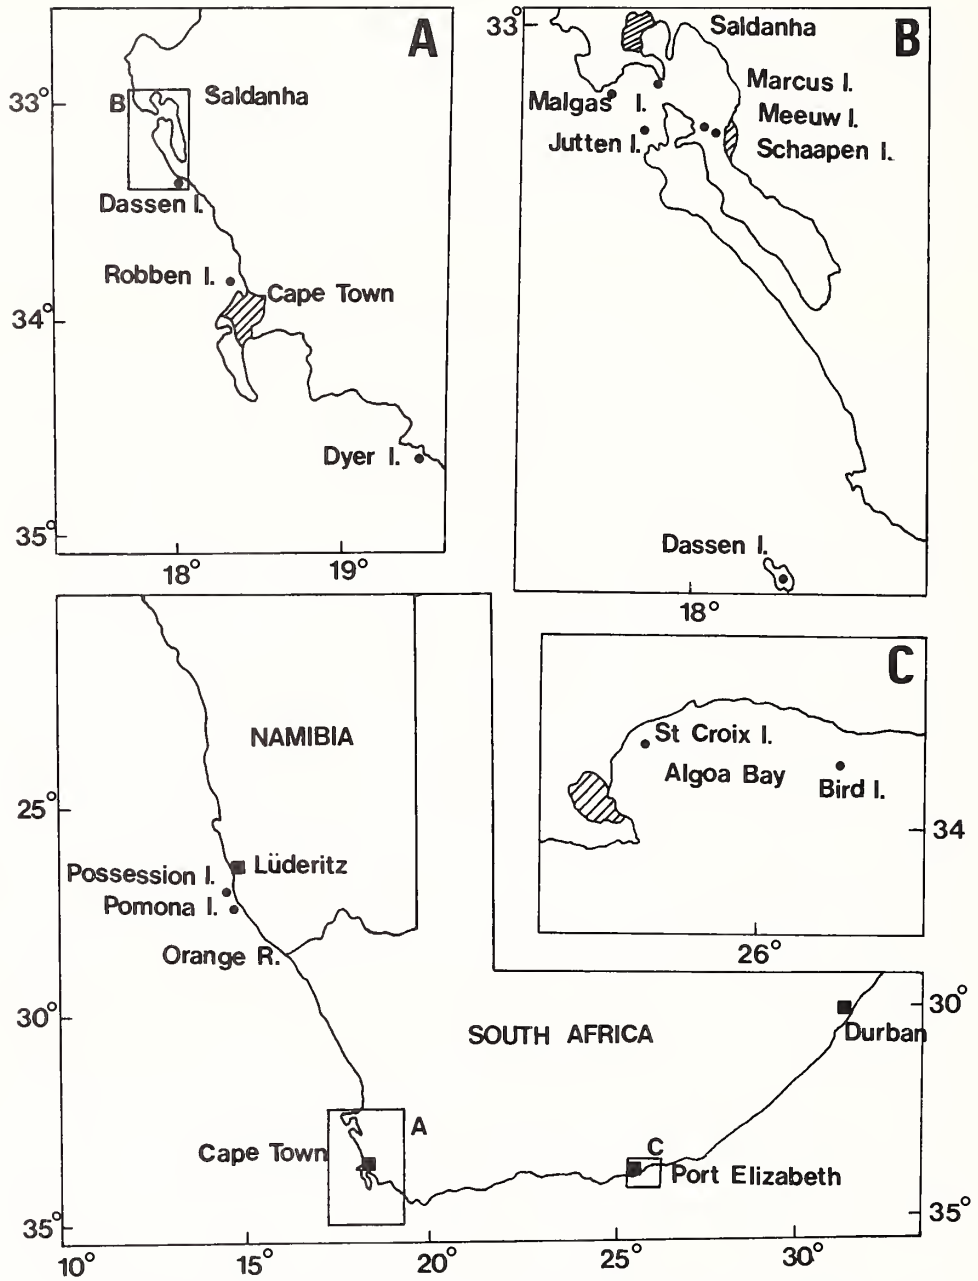 A
33°
B
Saldanha
Dassen I.
Robben I.
Cape Town
34°
Dyer I.
35°
18°
19°
33°
Saldanha
B
Marcus I.
Malgas I.
Meeuw I.
Jutten I.
Schaapen I.
Dassen I.
18°
C
St Croix I.
Algoa Bay
Bird I.
34
26°
NAMIBIA
25°
Lüderitz
Possession I.
Pomona I.
Orange R.
30°
30°
SOUTH AFRICA
Durban
A
Cape Town
C
Port Elizabeth
35°
35°
10°
15°
20°
25°
30°